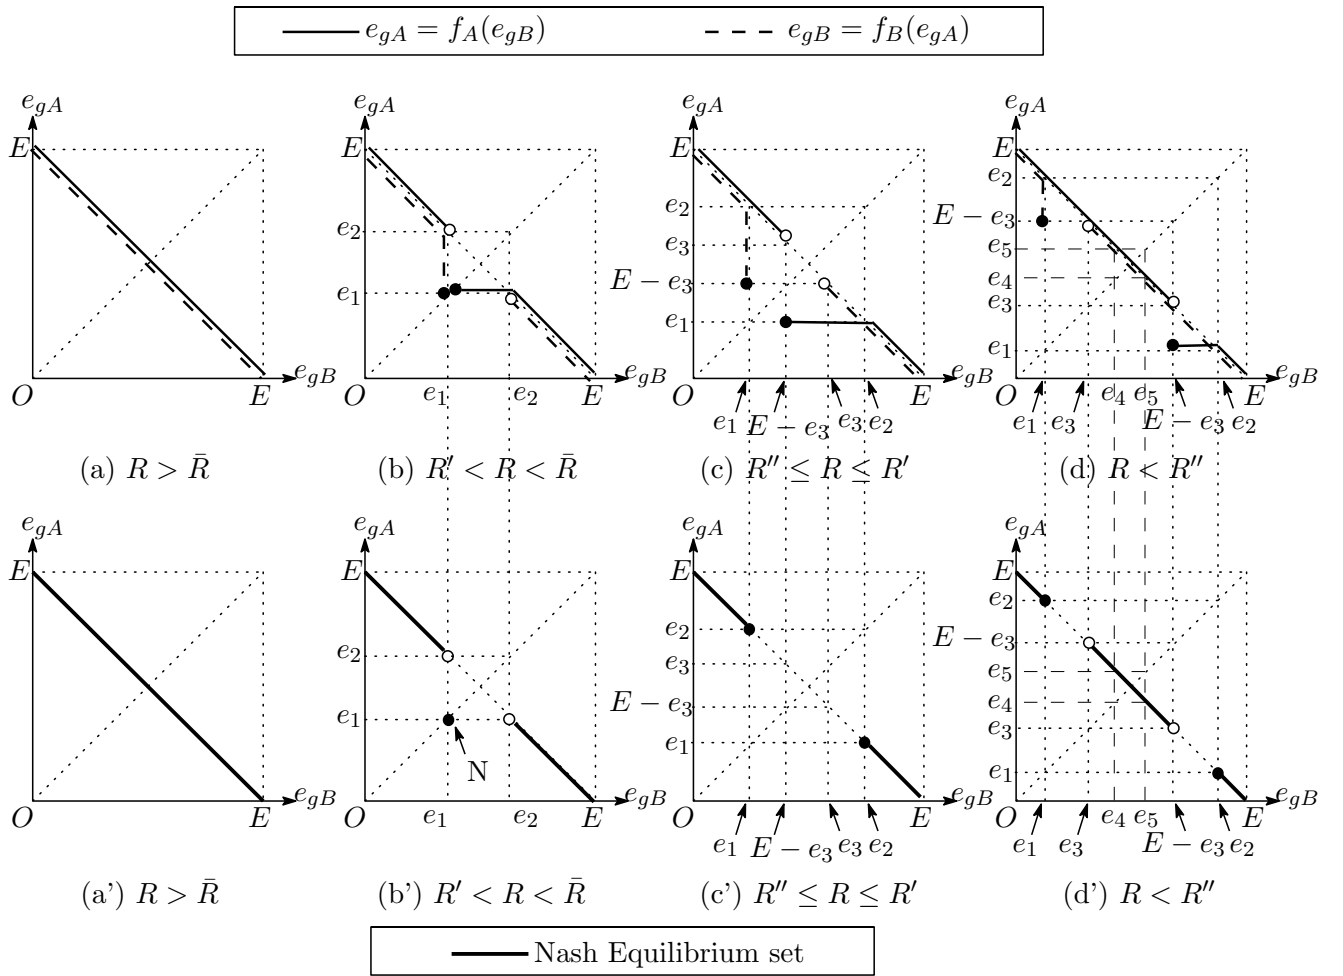 e_{gA} = f_A(e_{gB}) e_{gB} = f_B(e_{gA})
e_{gA} e_{gA} e_{gA} e_{gA}
E E E E
e_2
e_2 E − e_3
e_2 e_3 e_5
E − e_3 e_4
e_1 e_3
e_1 e_1
e_{gB} e_{gB} e_{gB} e_{gB}
O E O e_1 e_2 E O E O e_4 e_5 E
e_1 E − e_3 e_3 e_2 e_1 e_3 E − e_3 e_2
(a) R > R̄ (b) R′ < R < R̄ (c) R″ ≤ R ≤ R′ (d) R < R″
e_{gA} e_{gA} e_{gA} e_{gA}
E E E E
e_2
e_2 E − e_3
e_2 e_3 e_5
E − e_3 e_4
e_1 e_3
e_1 e_1
N
e_{gB} e_{gB} e_{gB} e_{gB}
O E O e_1 e_2 E O E O e_4 e_5 E
e_1 E − e_3 e_3 e_2 e_1 e_3 E − e_3 e_2
(a') R > R̄ (b') R′ < R < R̄ (c') R″ ≤ R ≤ R′ (d') R < R″
Nash Equilibrium set